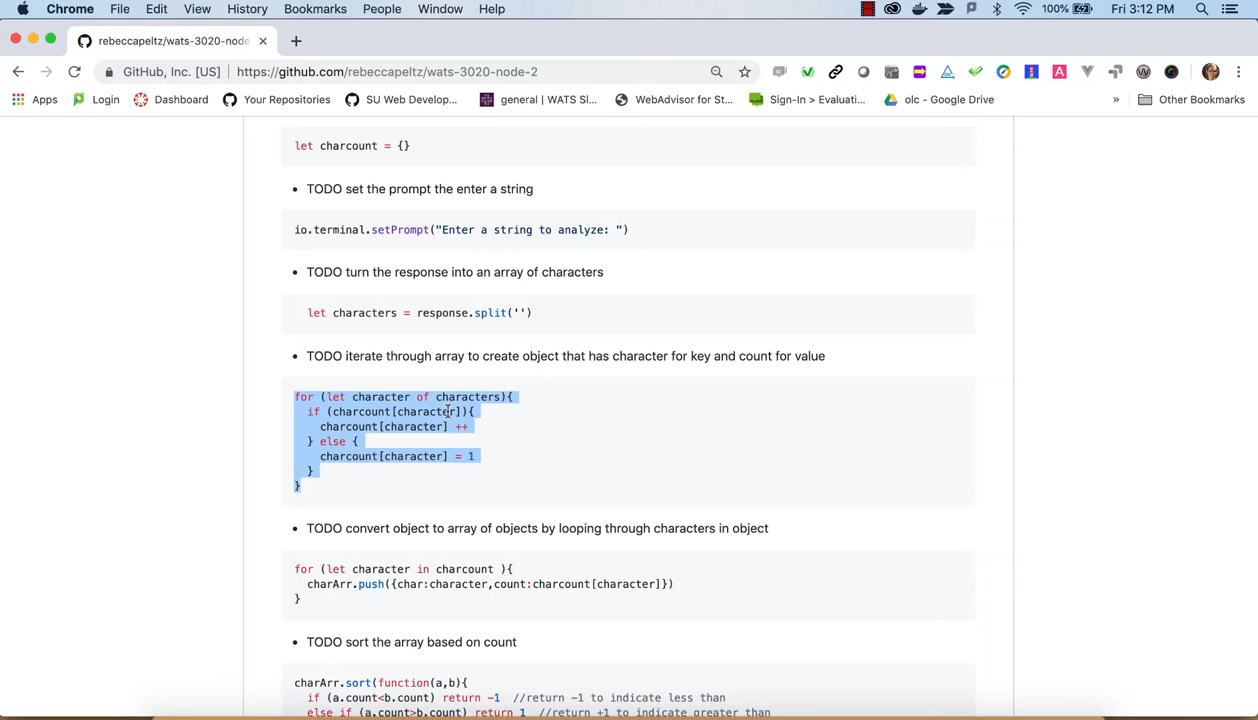 Chrome File Edit View History Bookmarks People Window Help 100% Fri 3:12 PM
rebeccapeltz/wats-3020-node-
GitHub, Inc. [US] https://github.com/rebeccapeltz/wats-3020-node-2
Apps Login Dashboard Your Repositories SU Web Develop... general | WATS Sl... WebAdvisor for St... Sign-In > Evaluati... olc - Google Drive » Other Bookmarks
let charcount = {}
• TODO set the prompt the enter a string
io.terminal.setPrompt("Enter a string to analyze: ")
• TODO turn the response into an array of characters
let characters = response.split('')
• TODO iterate through array to create object that has character for key and count for value
for (let character of characters){
if (charcount[character]){
charcount[character] ++
} else {
charcount[character] = 1
}
}
• TODO convert object to array of objects by looping through characters in object
for (let character in charcount ){
charArr.push({char:character,count:charcount[character]})
}
• TODO sort the array based on count
charArr.sort(function(a,b){
if (a.count<b.count) return -1 //return -1 to indicate less than
else if (a.count>b.count) return 1 //return +1 to indicate greater than